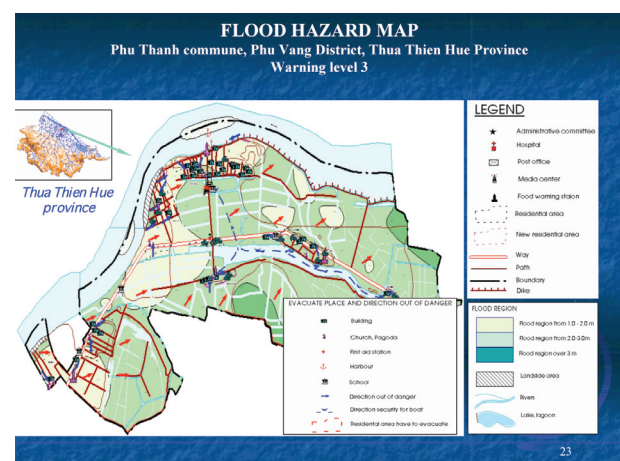 FLOOD HAZARD MAP
Phu Thanh commune, Phu Vang District, Thua Thien Hue Province
Warning level 3
Thua Thien Hue
province
LEGEND
Administrative committee
Hospital
Post office
Media center
Food warning station
Residential area
New residential area
Way
Path
Boundary
Dike
EVACUATE PLACE AND DIRECTION OUT OF DANGER
Building
Church, Pagoda
First aid station
Harbour
School
Direction out of danger
Direction security for boat
Residental area have to evacuate
FLOOD REGION
Flood region from 1.0 - 2.0 m
Flood region from 2.0-3.0m
Flood region over 3 m
Landslide area
Rivers
Lake, lagoon
23